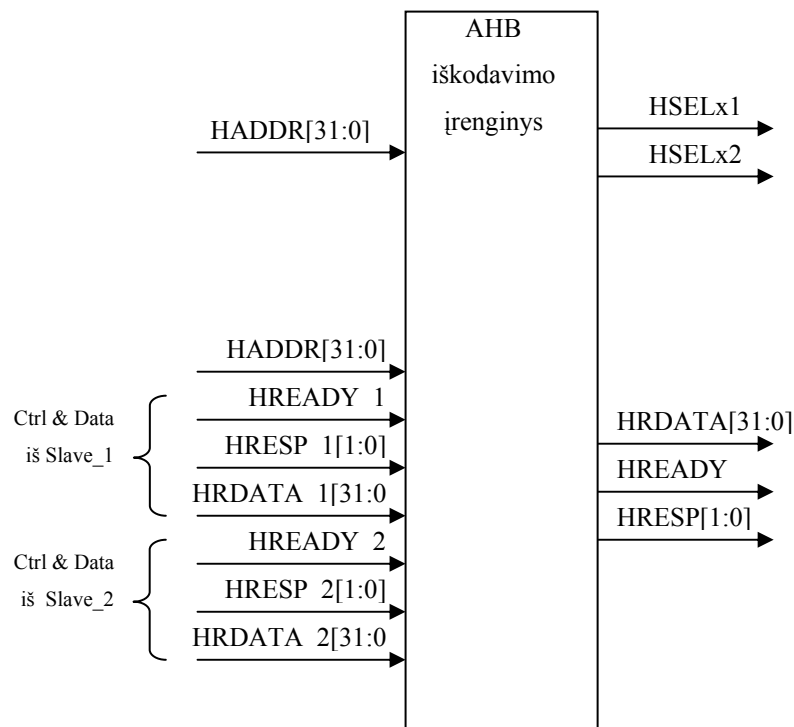 AHB
iškodavimo
įrenginys
HADDR[31:0]
HSELx1
HSELx2
HADDR[31:0]
Ctrl & Data
iš Slave_1
HREADY 1
HRESP 1[1:0]
HRDATA 1[31:0
Ctrl & Data
iš Slave_2
HREADY 2
HRESP 2[1:0]
HRDATA 2[31:0
HRDATA[31:0]
HREADY
HRESP[1:0]